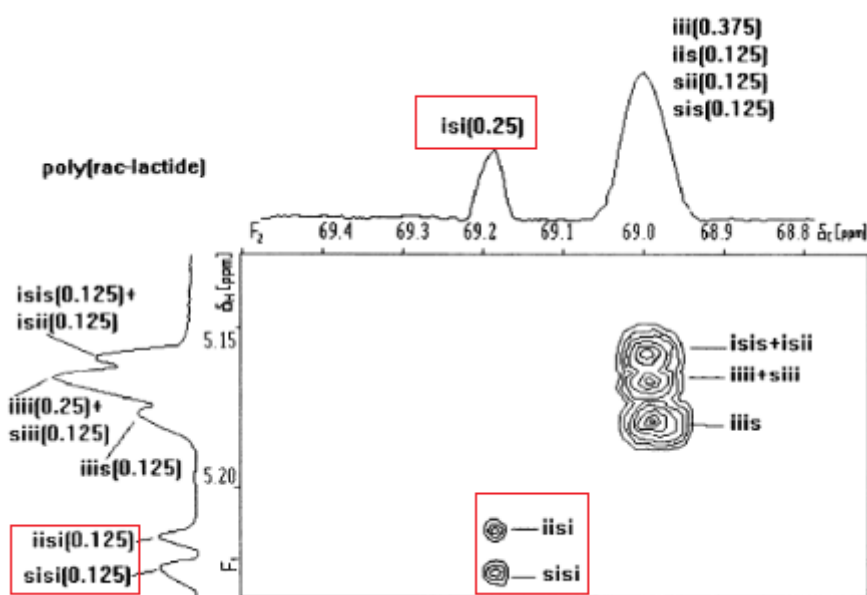 iii(0.375)
iis(0.125)
sii(0.125)
sis(0.125)
isi(0.25)
poly(rac-lactide)
F2 69.4 69.3 69.2 69.1 69.0 68.9 68.8 δC[ppm]
δH[ppm]
5.15
5.20
F1
isis(0.125)+
isii(0.125)
iiii(0.25)+
siii(0.125)
iiis(0.125)
iisi(0.125)
sisi(0.125)
isis+isii
iiii+siii
iiis
iisi
sisi